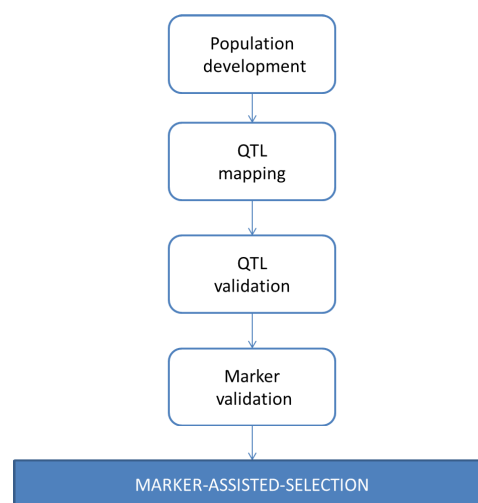 Population
development
QTL
mapping
QTL
validation
Marker
validation
MARKER-ASSISTED-SELECTION